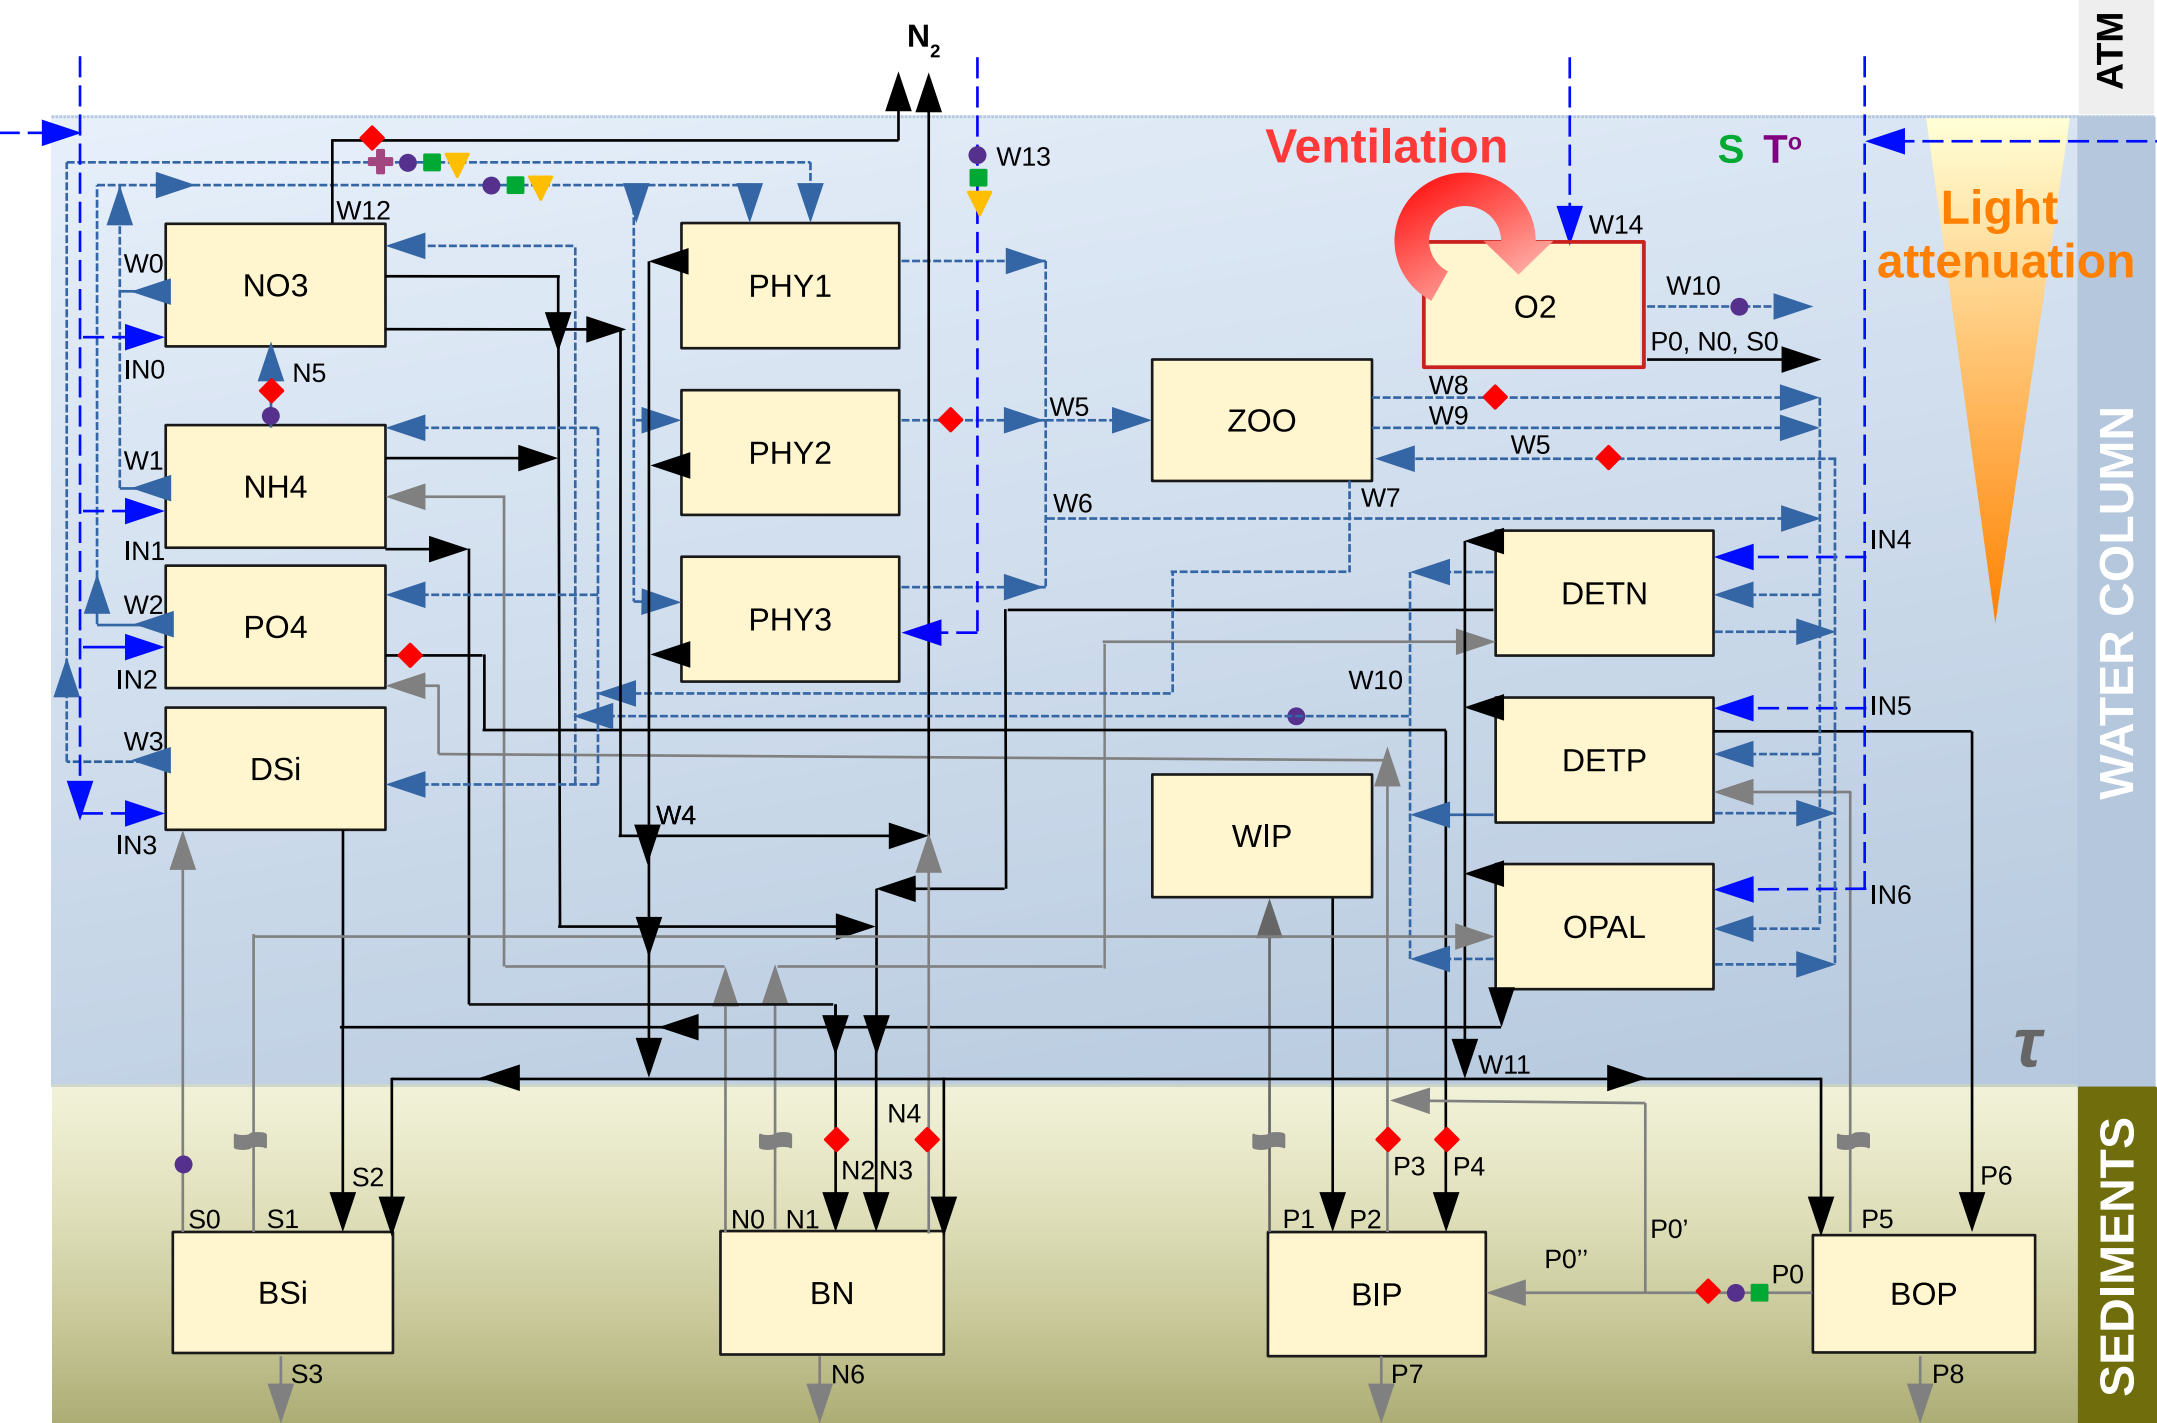 N2
ATM
W13
Ventilation
S T°
Light
attenuation
W12
W14
W0
NO3
PHY1
O2
W10
P0, N0, S0
IN0
N5
W8
W9
W5
ZOO
W5
PHY2
W1
NH4
W7
W6
IN1
IN4
DETN
W2
PO4
PHY3
IN2
W10
IN5
WATER COLUMN
W3
DSi
DETP
W4
WIP
IN3
IN6
OPAL
τ
W11
N4
N2
N3
P3
P4
P6
S2
S0
S1
N0
N1
P1
P2
P5
P0'
P0''
P0
SEDIMENTS
BSi
BN
BIP
BOP
S3
N6
P7
P8